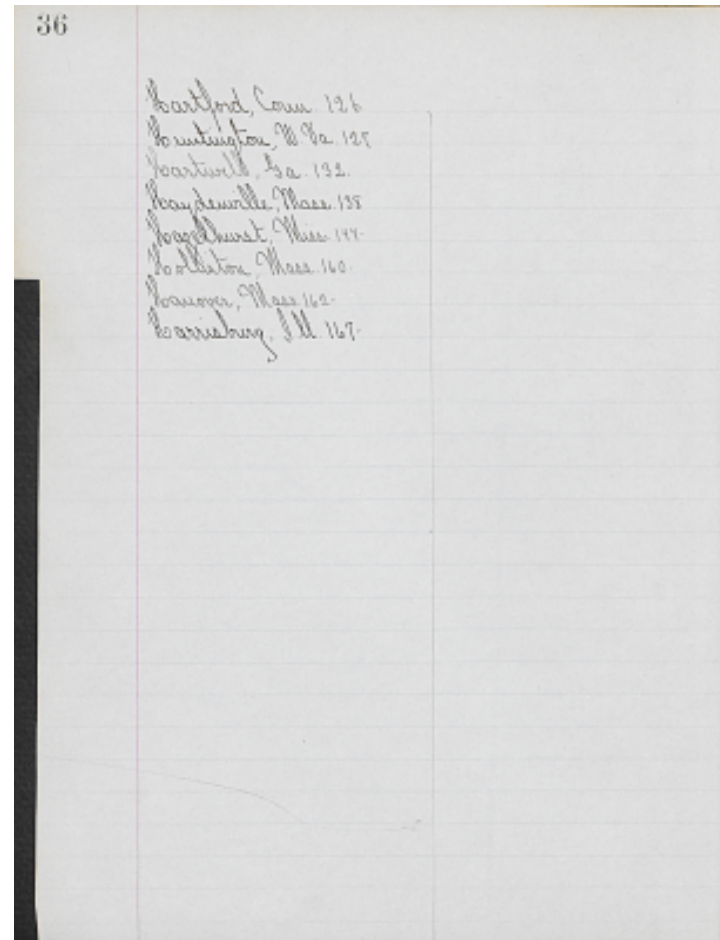 36
Hartford, Conn. 126
Huntington, W. Va. 127
Hartwell, Ga. 132.
Haydenville, Mass. 138
Hazelhurst, Miss. 144.
Holliston, Mass. 160.
Hanover, Mass. 162.
Harrisburg, Ill. 167.